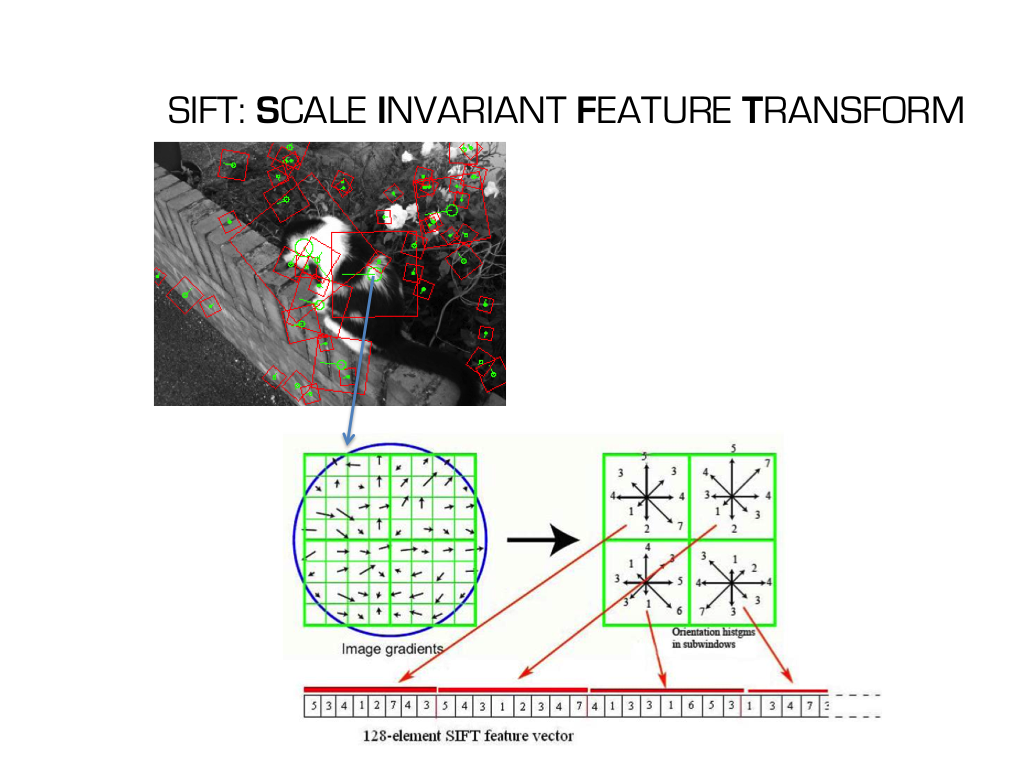 SIFT: SCALE INVARIANT FEATURE TRANSFORM
5 5
3 3 4 7
4 4 3 4
1 2 7 1 2 3
4 3
1 3 1 2
3 5 4 4
3 1 6 7 3 3
Image gradients
Orientation histgms
in subwindows
5 3 4 1 2 7 4 3 5 4 3 1 2 3 4 7 4 1 3 3 1 6 5 3 1 3 4 7 3
128-element SIFT feature vector